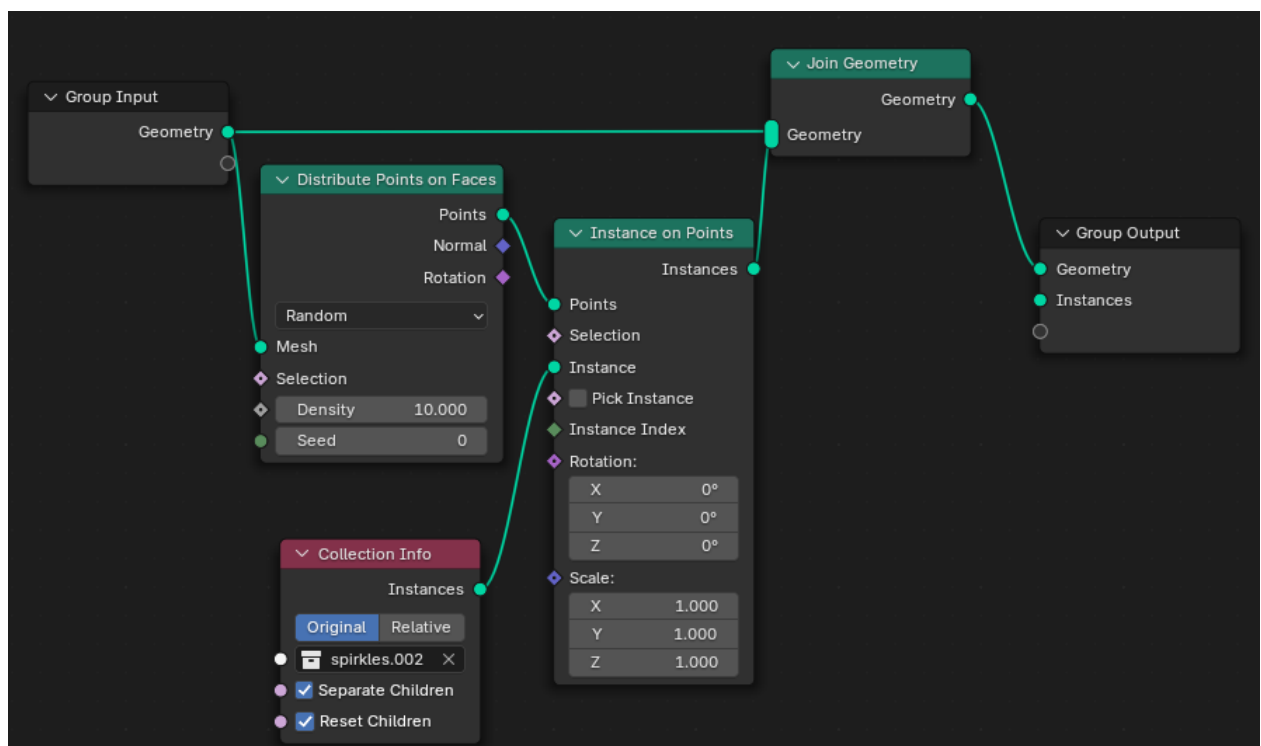 Group Input
Geometry
Distribute Points on Faces
Points
Normal
Rotation
Random
Mesh
Selection
Density 10.000
Seed 0
Collection Info
Instances
Original Relative
spirkles.002
Separate Children
Reset Children
Instance on Points
Instances
Points
Selection
Instance
Pick Instance
Instance Index
Rotation:
X 0°
Y 0°
Z 0°
Scale:
X 1.000
Y 1.000
Z 1.000
Join Geometry
Geometry
Geometry
Group Output
Geometry
Instances